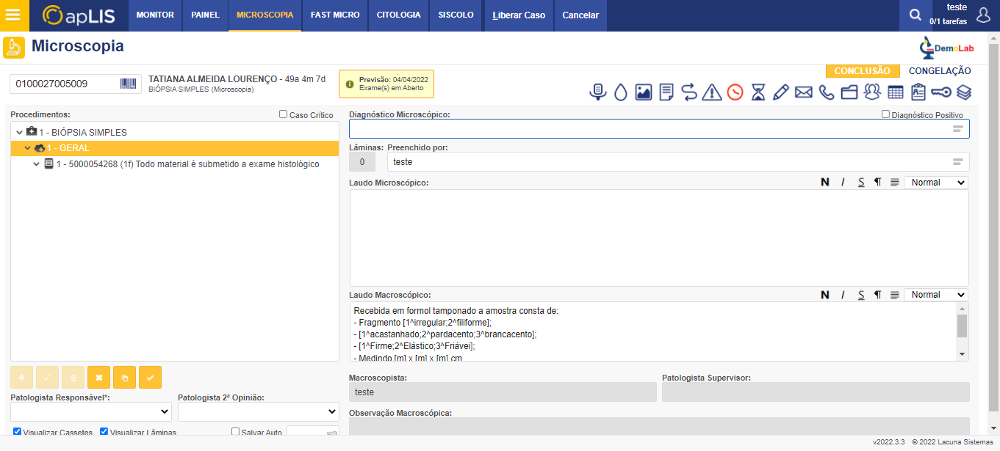 apLIS MONITOR PAINEL MICROSCOPIA FAST MICRO CITOLOGIA SISCOLO Liberar Caso Cancelar teste
0/1 tarefas
Microscopia
DemoLab
CONCLUSÃO CONGELAÇÃO
0100027005009
TATIANA ALMEIDA LOURENÇO - 49a 4m 7d
BIÓPSIA SIMPLES (Microscopia)
Previsão: 04/04/2022
Exame(s) em Aberto
Procedimentos: Caso Crítico
1 - BIÓPSIA SIMPLES
1 - GERAL
1 - 5000054268 (1f) Todo material é submetido a exame histológico
Diagnóstico Microscópico: Diagnóstico Positivo
Lâminas: Preenchido por:
0 teste
Laudo Microscópico: N I S ¶ Normal
Laudo Macroscópico: N I S ¶ Normal
Recebida em formol tamponado a amostra consta de:
- Fragmento [1^irregular;2^filiforme];
- [1^acastanhado;2^pardacento;3^brancacento];
- [1^Firme;2^Elástico;3^Friávei];
- Medindo [m] x [m] x [m] cm
Macroscopista: Patologista Supervisor:
teste
Observação Macroscópica:
Patologista Responsável*: Patologista 2ª Opinião:
Visualizar Cassetes Visualizar Lâminas Salvar Auto
v2022.3.3 © 2022 Lacuna Sistemas